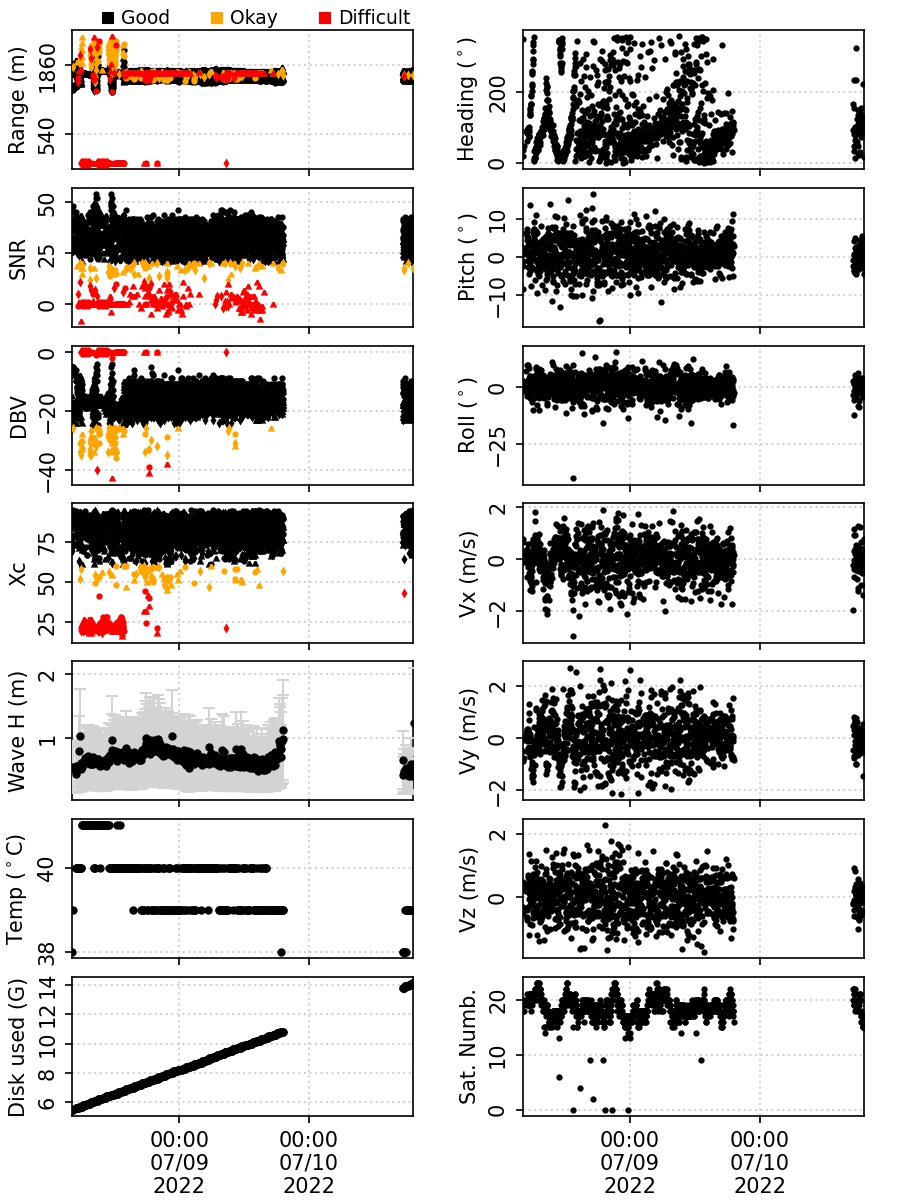 Good Okay Difficult
Range (m)
1860
540
Heading (°)
200
0
SNR
50
25
0
Pitch (°)
10
0
−10
DBV
0
−20
−40
Roll (°)
0
−25
Xc
75
50
25
Vx (m/s)
2
0
−2
Wave H (m)
2
1
Vy (m/s)
2
0
−2
Temp (°C)
40
38
Vz (m/s)
2
0
Disk used (G)
14
12
10
8
6
Sat. Numb.
20
10
0
00:00 00:00 00:00 00:00
07/09 07/10 07/09 07/10
2022 2022 2022 2022